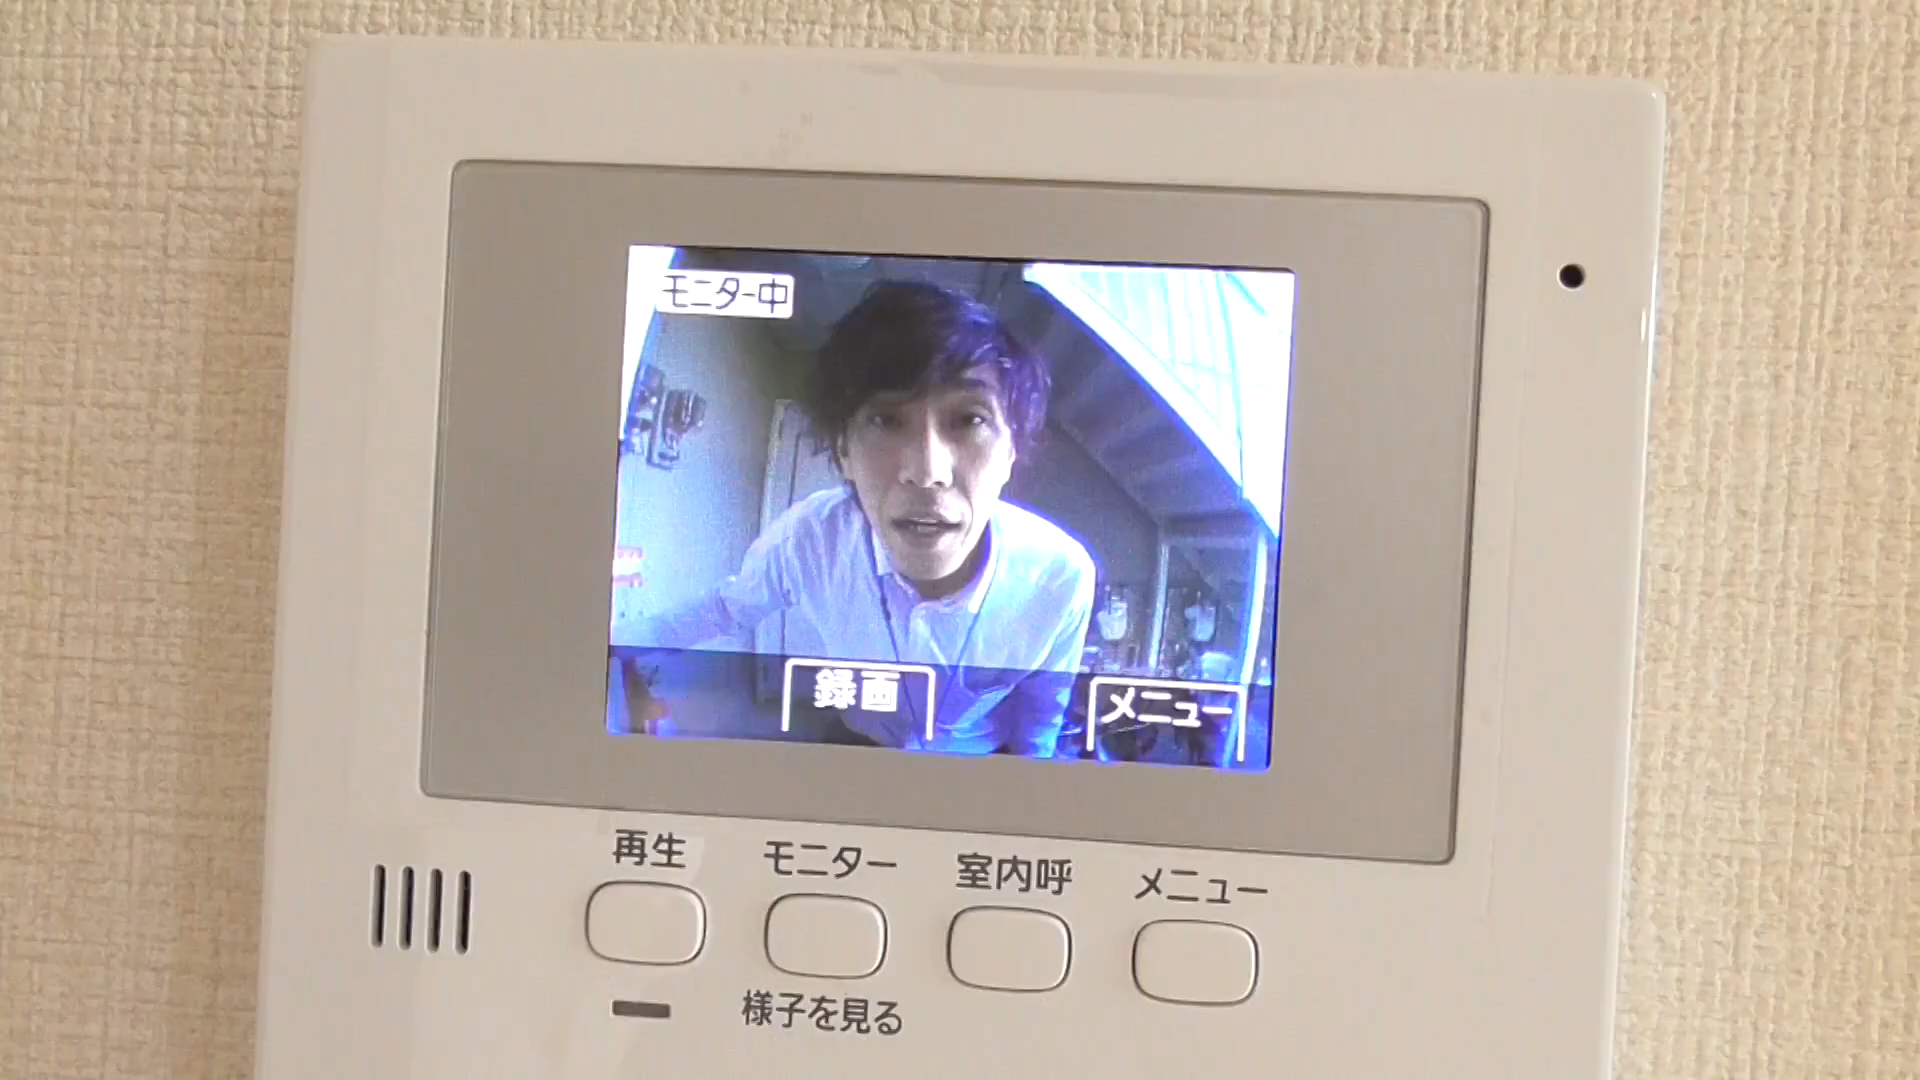 モニター中
録画
メニュー
再生
モニター
室内呼
メニュー
様子を見る